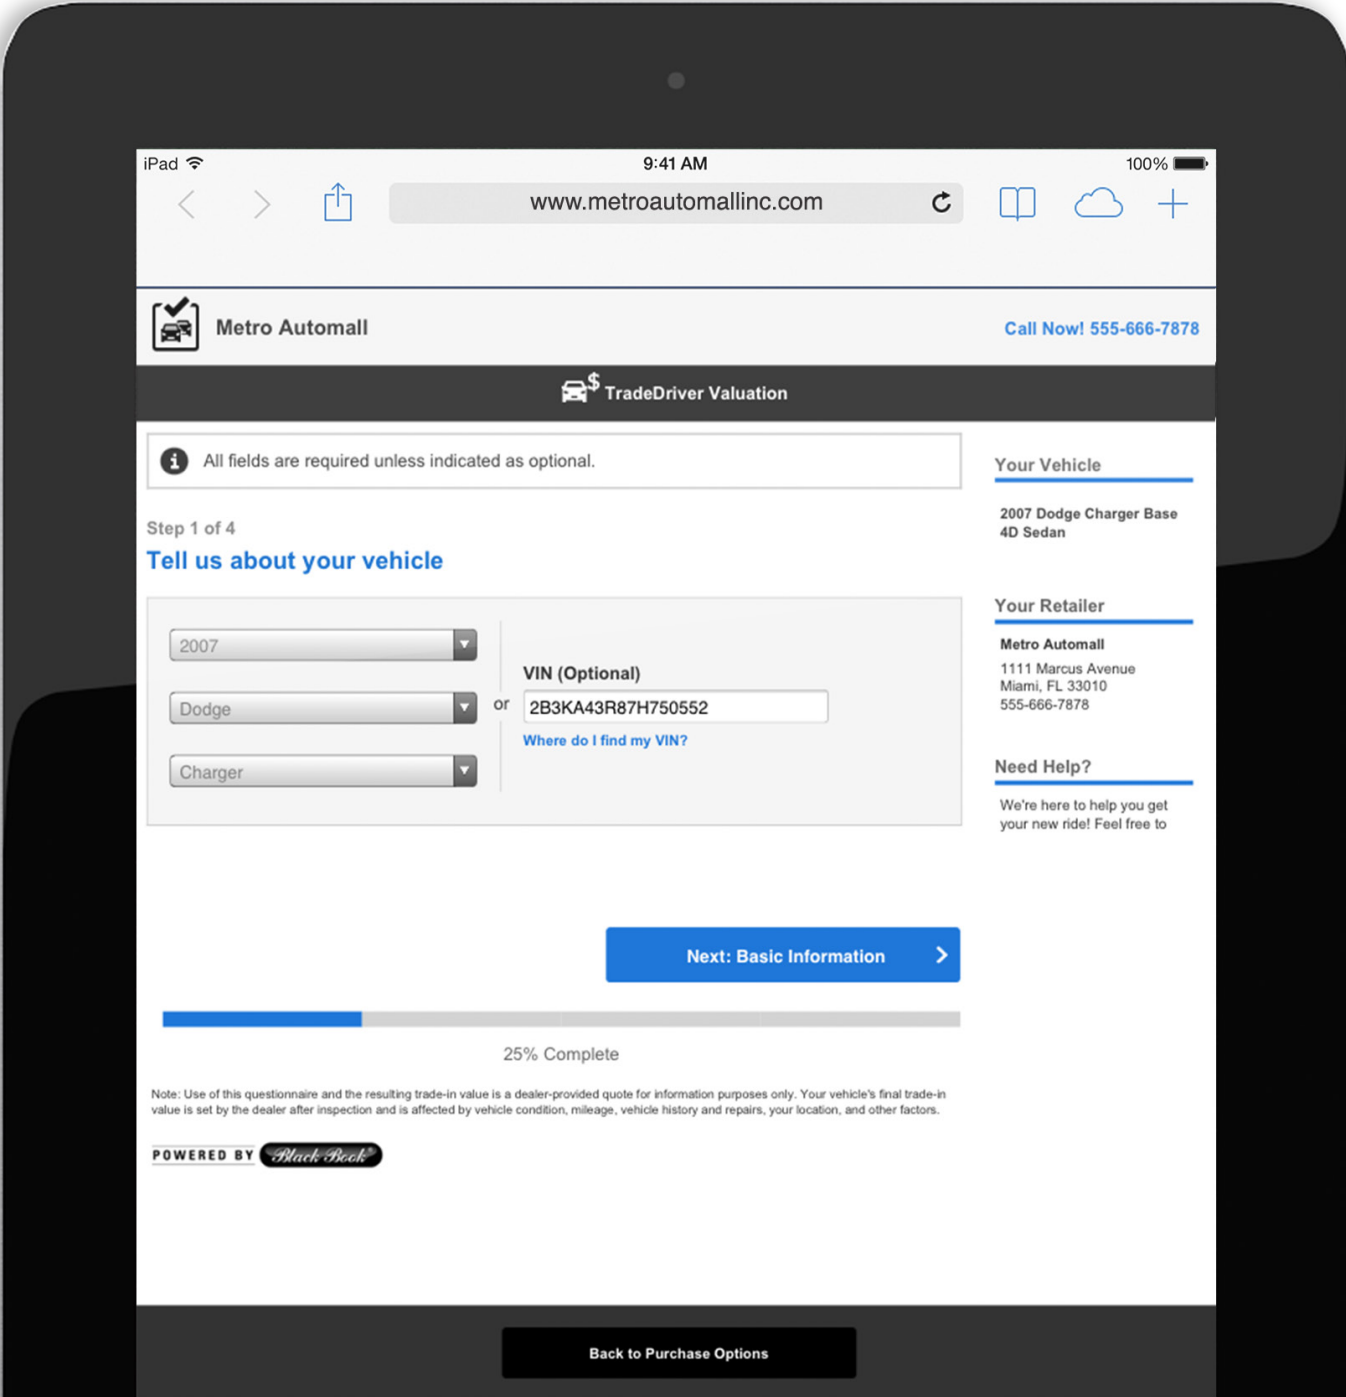 iPad
9:41 AM
100%
www.metroautomallinc.com
Metro Automall
Call Now! 555-666-7878
$ TradeDriver Valuation
i All fields are required unless indicated as optional.
Step 1 of 4
Tell us about your vehicle
2007
Dodge
Charger
or
VIN (Optional)
2B3KA43R87H750552
Where do I find my VIN?
Your Vehicle
2007 Dodge Charger Base
4D Sedan
Your Retailer
Metro Automall
1111 Marcus Avenue
Miami, FL 33010
555-666-7878
Need Help?
We're here to help you get
your new ride! Feel free to
Next: Basic Information
25% Complete
Note: Use of this questionnaire and the resulting trade-in value is a dealer-provided quote for information purposes only. Your vehicle's final trade-in
value is set by the dealer after inspection and is affected by vehicle condition, mileage, vehicle history and repairs, your location, and other factors.
POWERED BY Black Book®
Back to Purchase Options